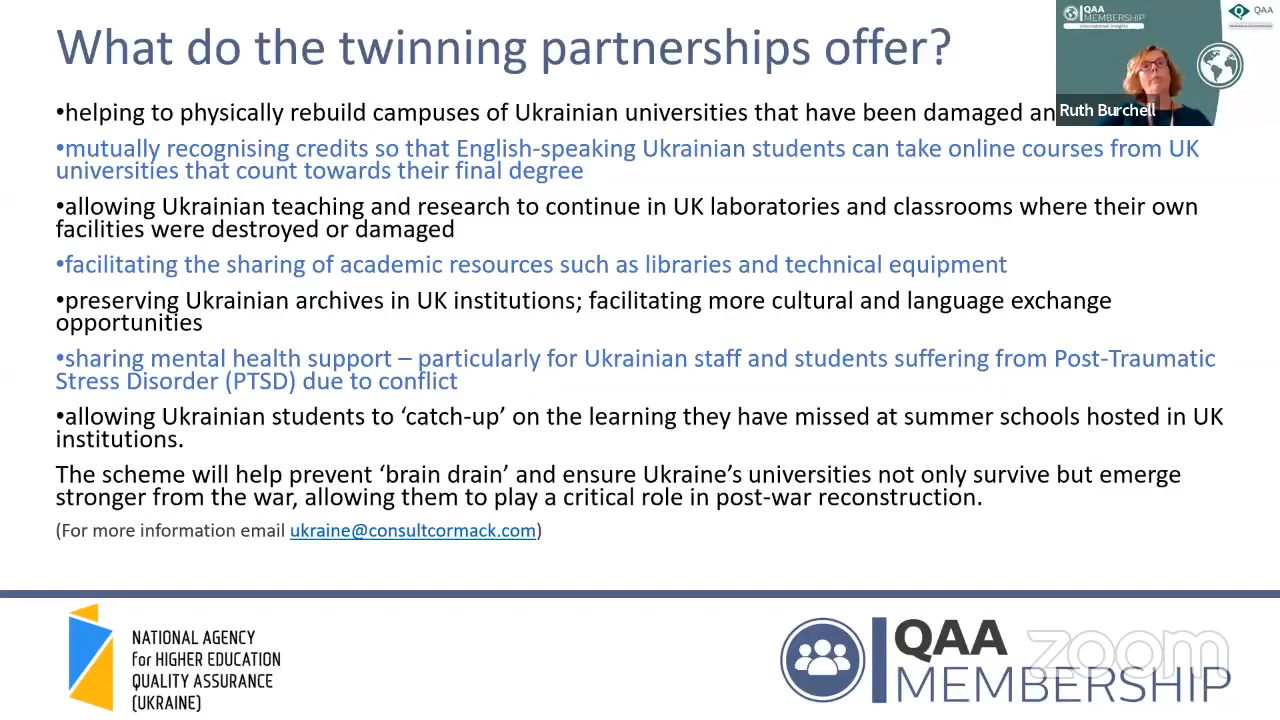 What do the twinning partnerships offer?
QAA
MEMBERSHIP
International Insights
QAA
Ruth Burchell
•helping to physically rebuild campuses of Ukrainian universities that have been damaged an
•mutually recognising credits so that English-speaking Ukrainian students can take online courses from UK
universities that count towards their final degree
•allowing Ukrainian teaching and research to continue in UK laboratories and classrooms where their own
facilities were destroyed or damaged
•facilitating the sharing of academic resources such as libraries and technical equipment
•preserving Ukrainian archives in UK institutions; facilitating more cultural and language exchange
opportunities
•sharing mental health support – particularly for Ukrainian staff and students suffering from Post-Traumatic
Stress Disorder (PTSD) due to conflict
•allowing Ukrainian students to ‘catch-up’ on the learning they have missed at summer schools hosted in UK
institutions.
The scheme will help prevent ‘brain drain’ and ensure Ukraine’s universities not only survive but emerge
stronger from the war, allowing them to play a critical role in post-war reconstruction.
(For more information email ukraine@consultcormack.com)
NATIONAL AGENCY
for HIGHER EDUCATION
QUALITY ASSURANCE
(UKRAINE)
QAA
MEMBERSHIP
zoom